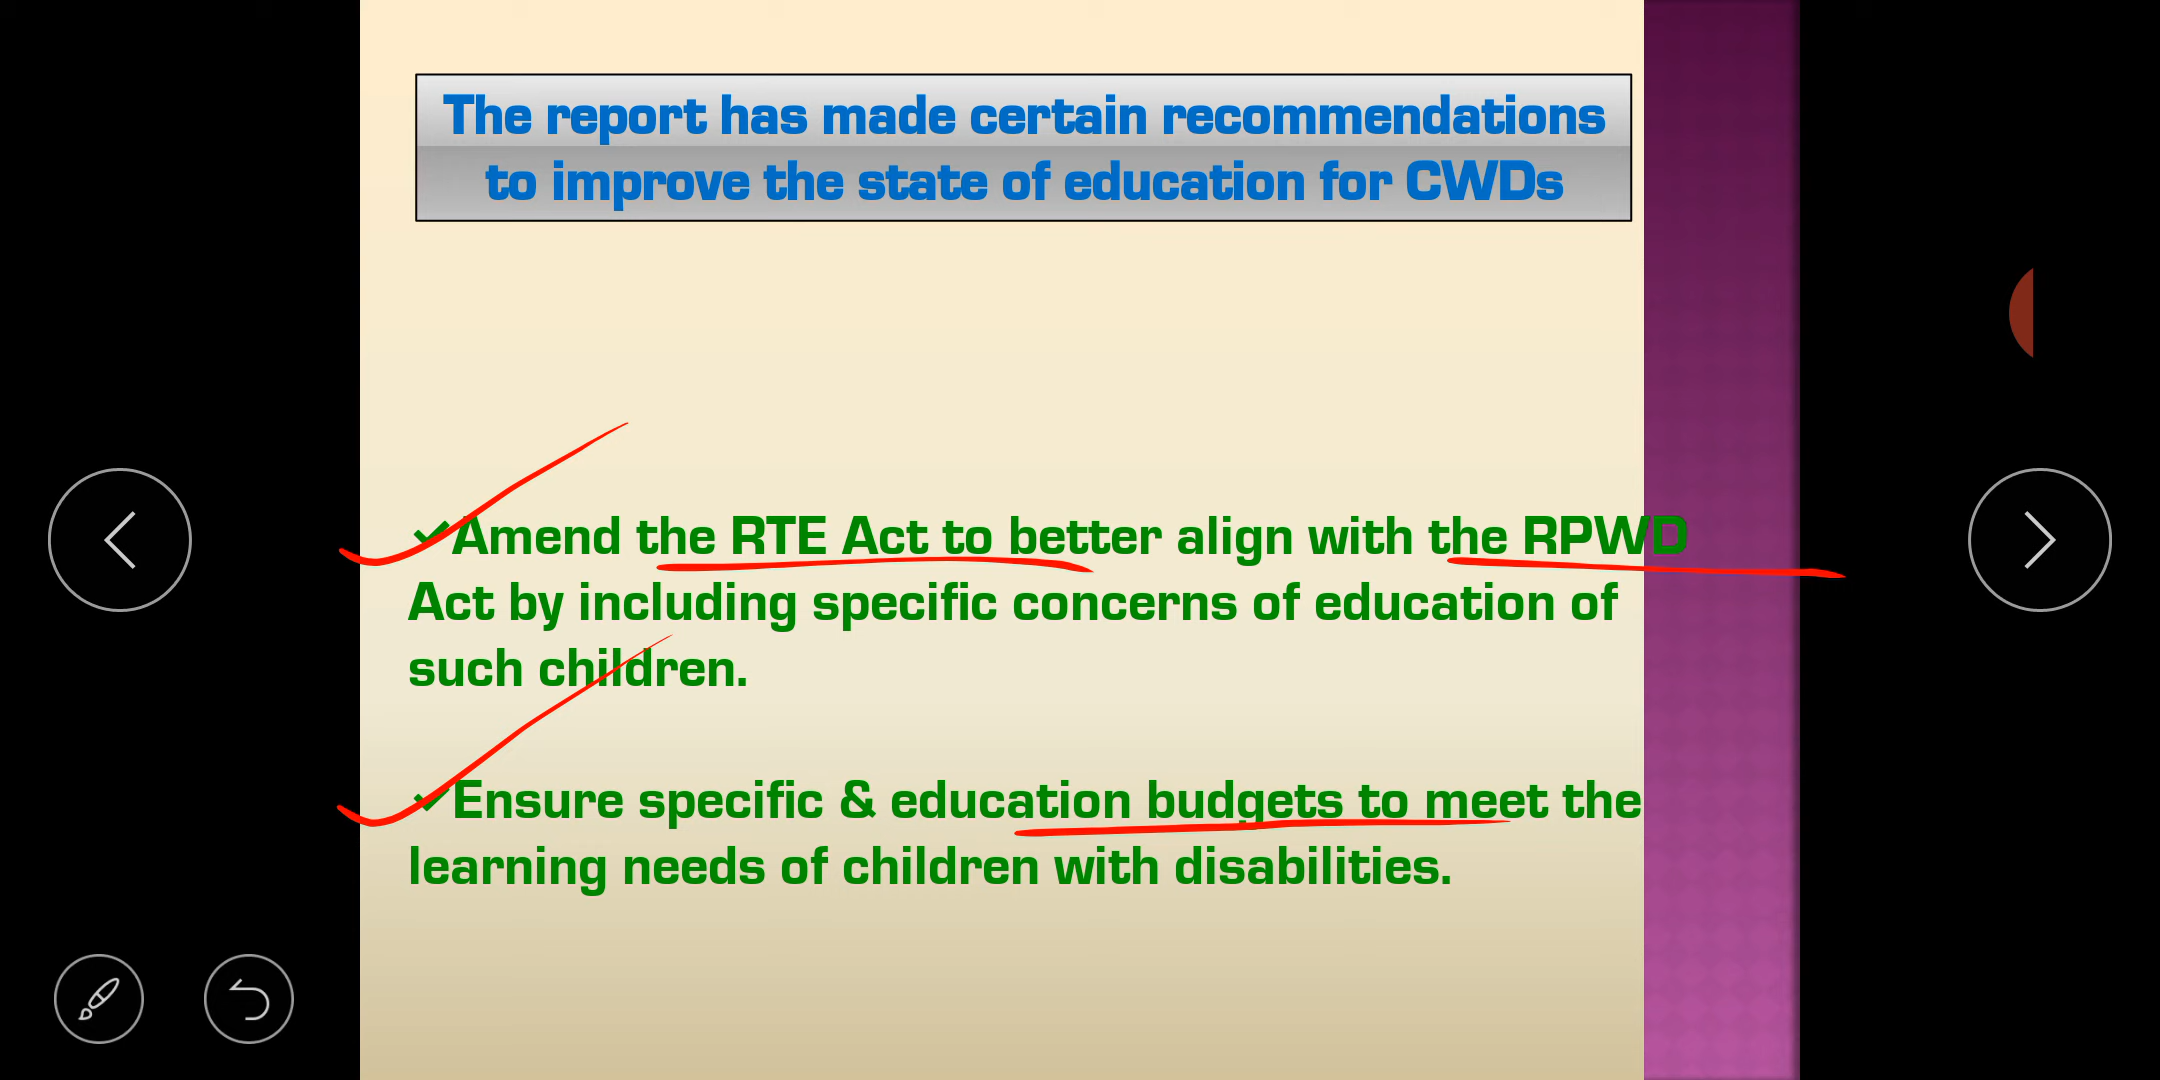 The report has made certain recommendations
to improve the state of education for CWDs
✓Amend the RTE Act to better align with the RPWD
Act by including specific concerns of education of
such children.
✓Ensure specific & education budgets to meet the
learning needs of children with disabilities.